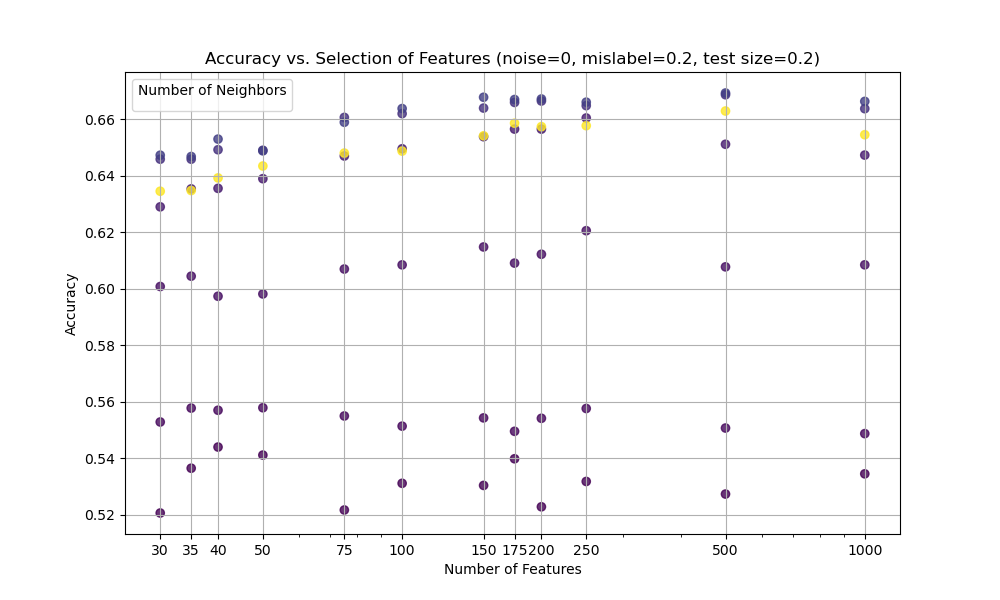 Accuracy vs. Selection of Features (noise=0, mislabel=0.2, test size=0.2)
Number of Neighbors
Accuracy
0.66
0.64
0.62
0.60
0.58
0.56
0.54
0.52
30 35 40 50 75 100 150 175 200 250 500 1000
Number of Features